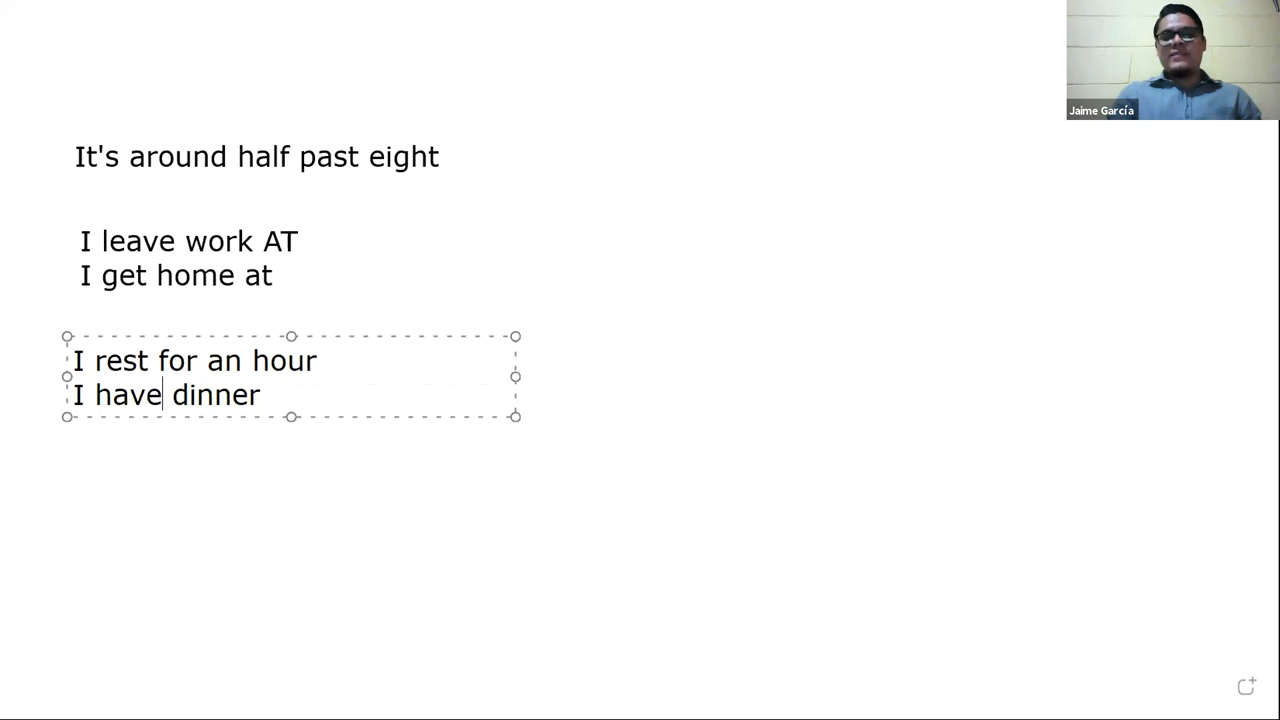 Jaime García
It's around half past eight
I leave work AT
I get home at
I rest for an hour
I have dinner